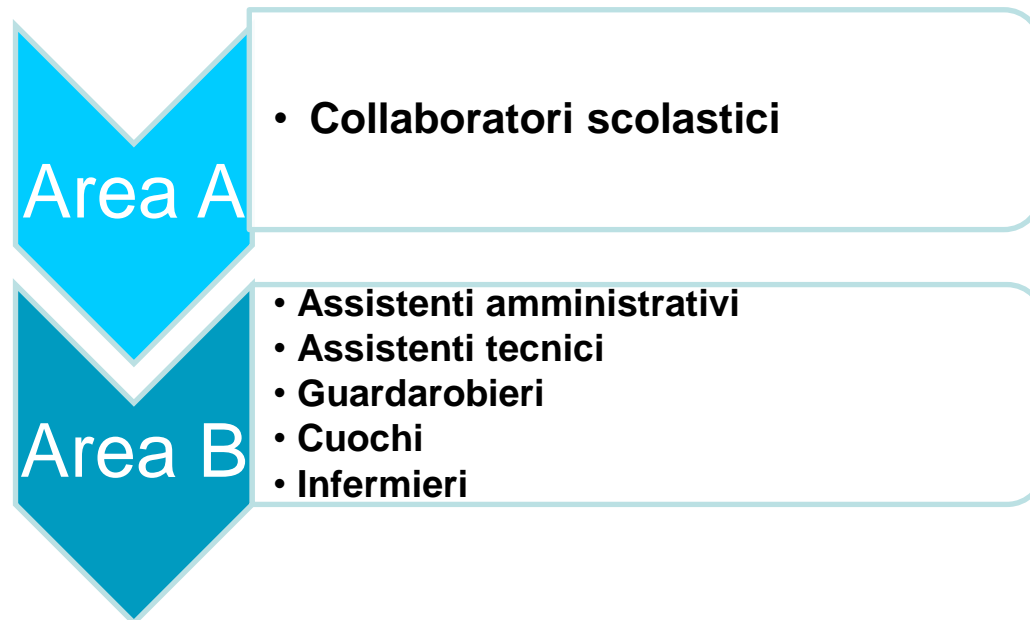 Area A
• Collaboratori scolastici
Area B
• Assistenti amministrativi
• Assistenti tecnici
• Guardarobieri
• Cuochi
• Infermieri